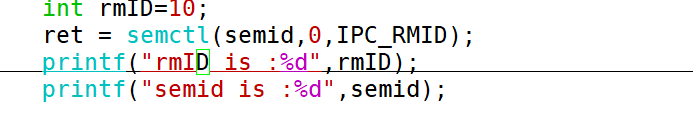 int rmID=10;
ret = semctl(semid,0,IPC_RMID);
printf("rmID is :%d",rmID);
printf("semid is :%d",semid);